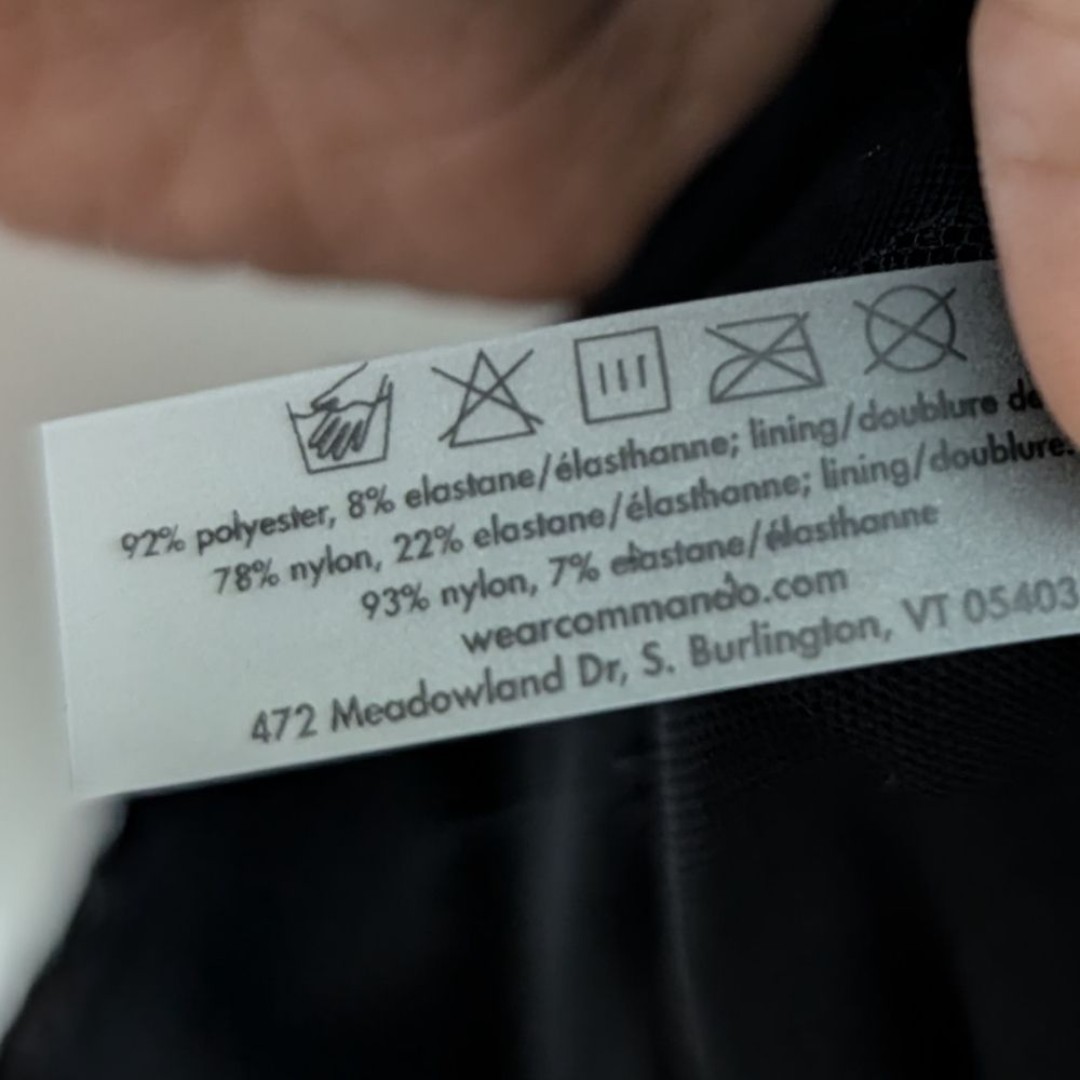 92% polyester, 8% elastane/élasthanne; lining/doublure de
78% nylon, 22% elastane/élasthanne; lining/doublure:
93% nylon, 7% elastane/élasthanne
wearcommando.com
472 Meadowland Dr, S. Burlington, VT 05403